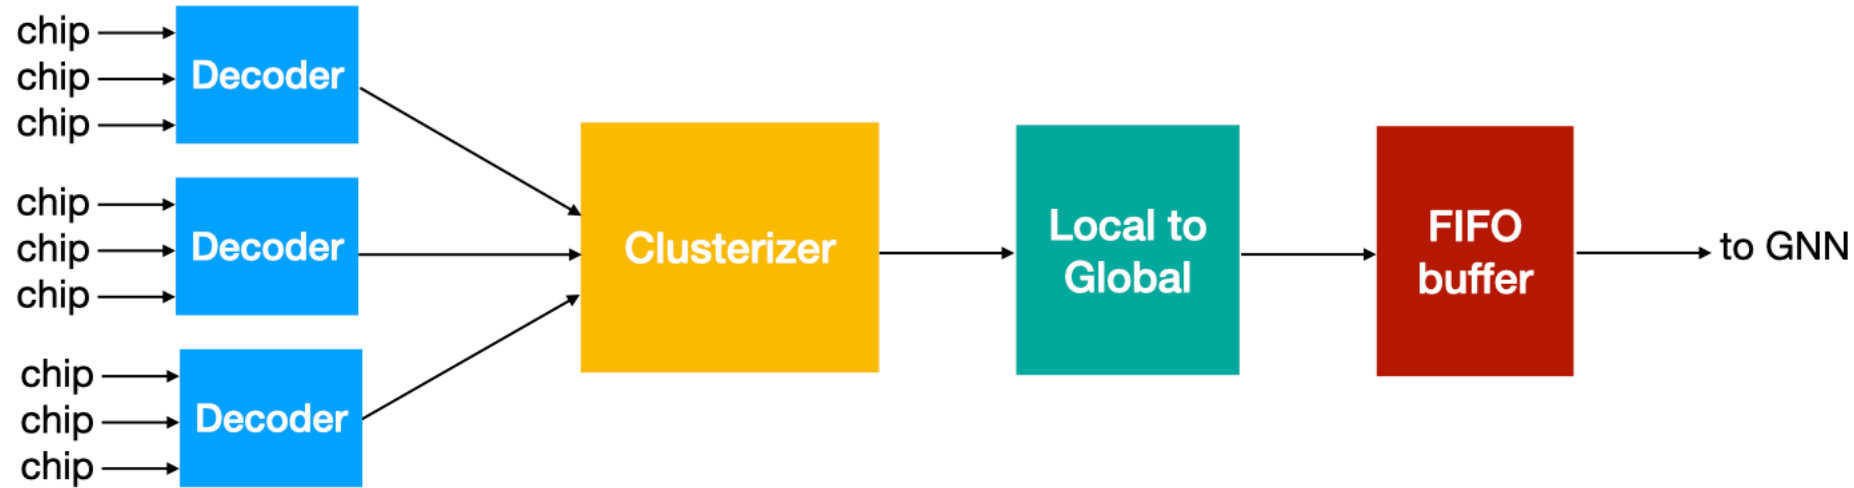 chip
chip
chip
Decoder
chip
chip
chip
Decoder
chip
chip
chip
Decoder
Clusterizer
Local to
Global
FIFO
buffer
to GNN